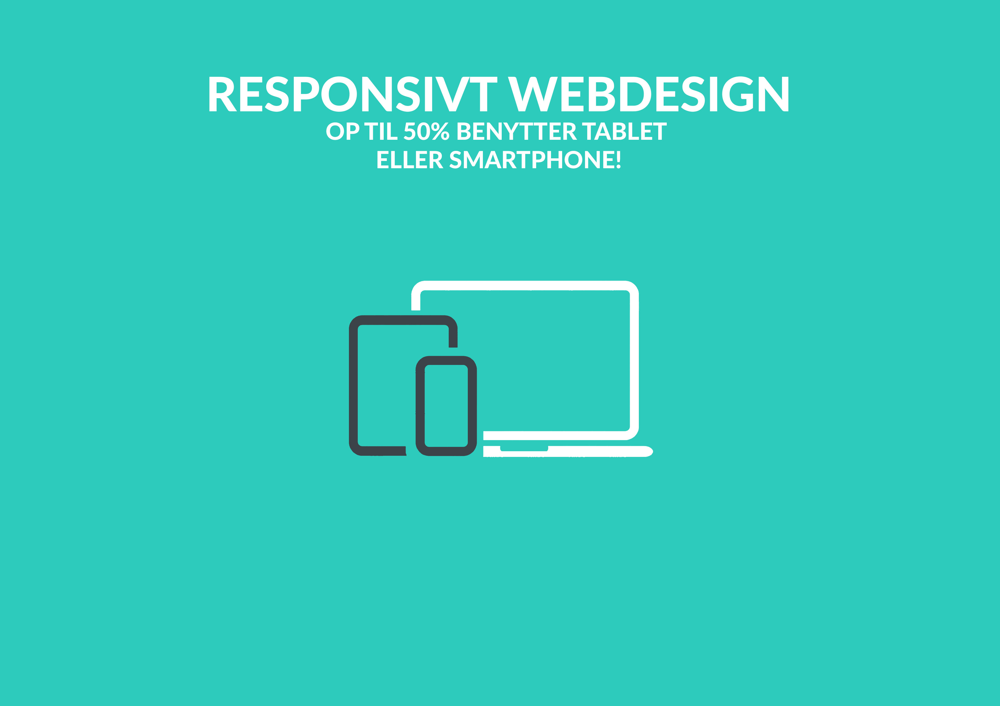 RESPONSIVT WEBDESIGN
OP TIL 50% BENYTTER TABLET
ELLER SMARTPHONE!